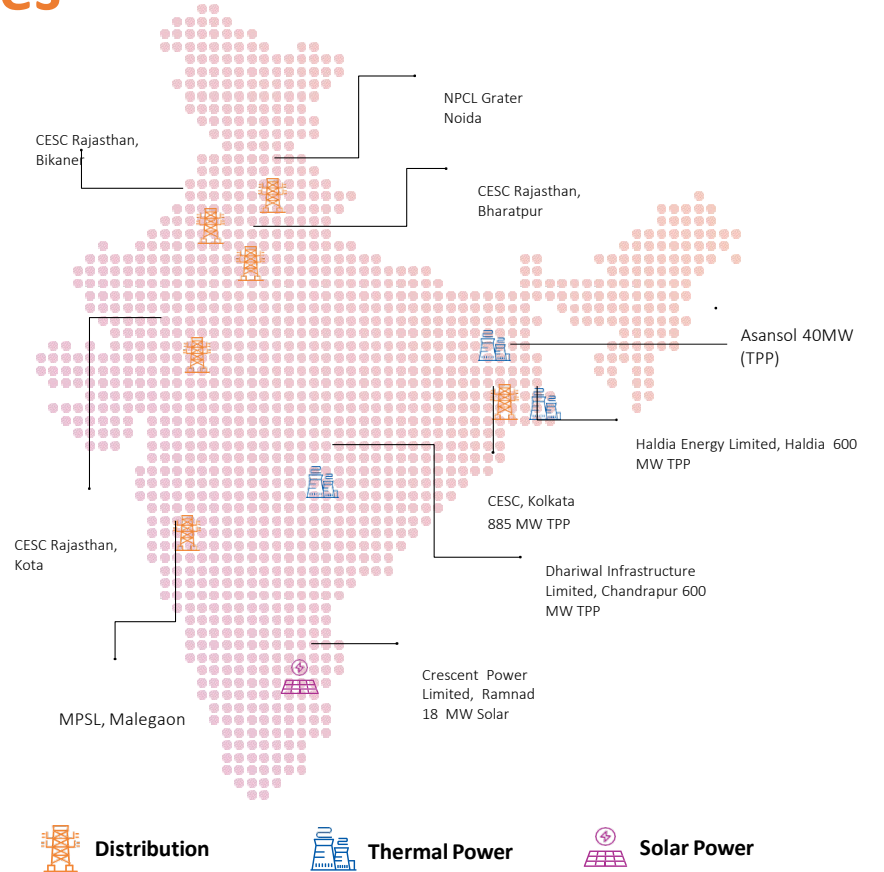 es
NPCL Grater
Noida
CESC Rajasthan,
Bikaner
CESC Rajasthan,
Bharatpur
Asansol 40MW
(TPP)
Haldia Energy Limited, Haldia 600
MW TPP
CESC, Kolkata
885 MW TPP
CESC Rajasthan,
Kota
Dhariwal Infrastructure
Limited, Chandrapur 600
MW TPP
Crescent Power
Limited, Ramnad
18 MW Solar
MPSL, Malegaon
Distribution
Thermal Power
Solar Power